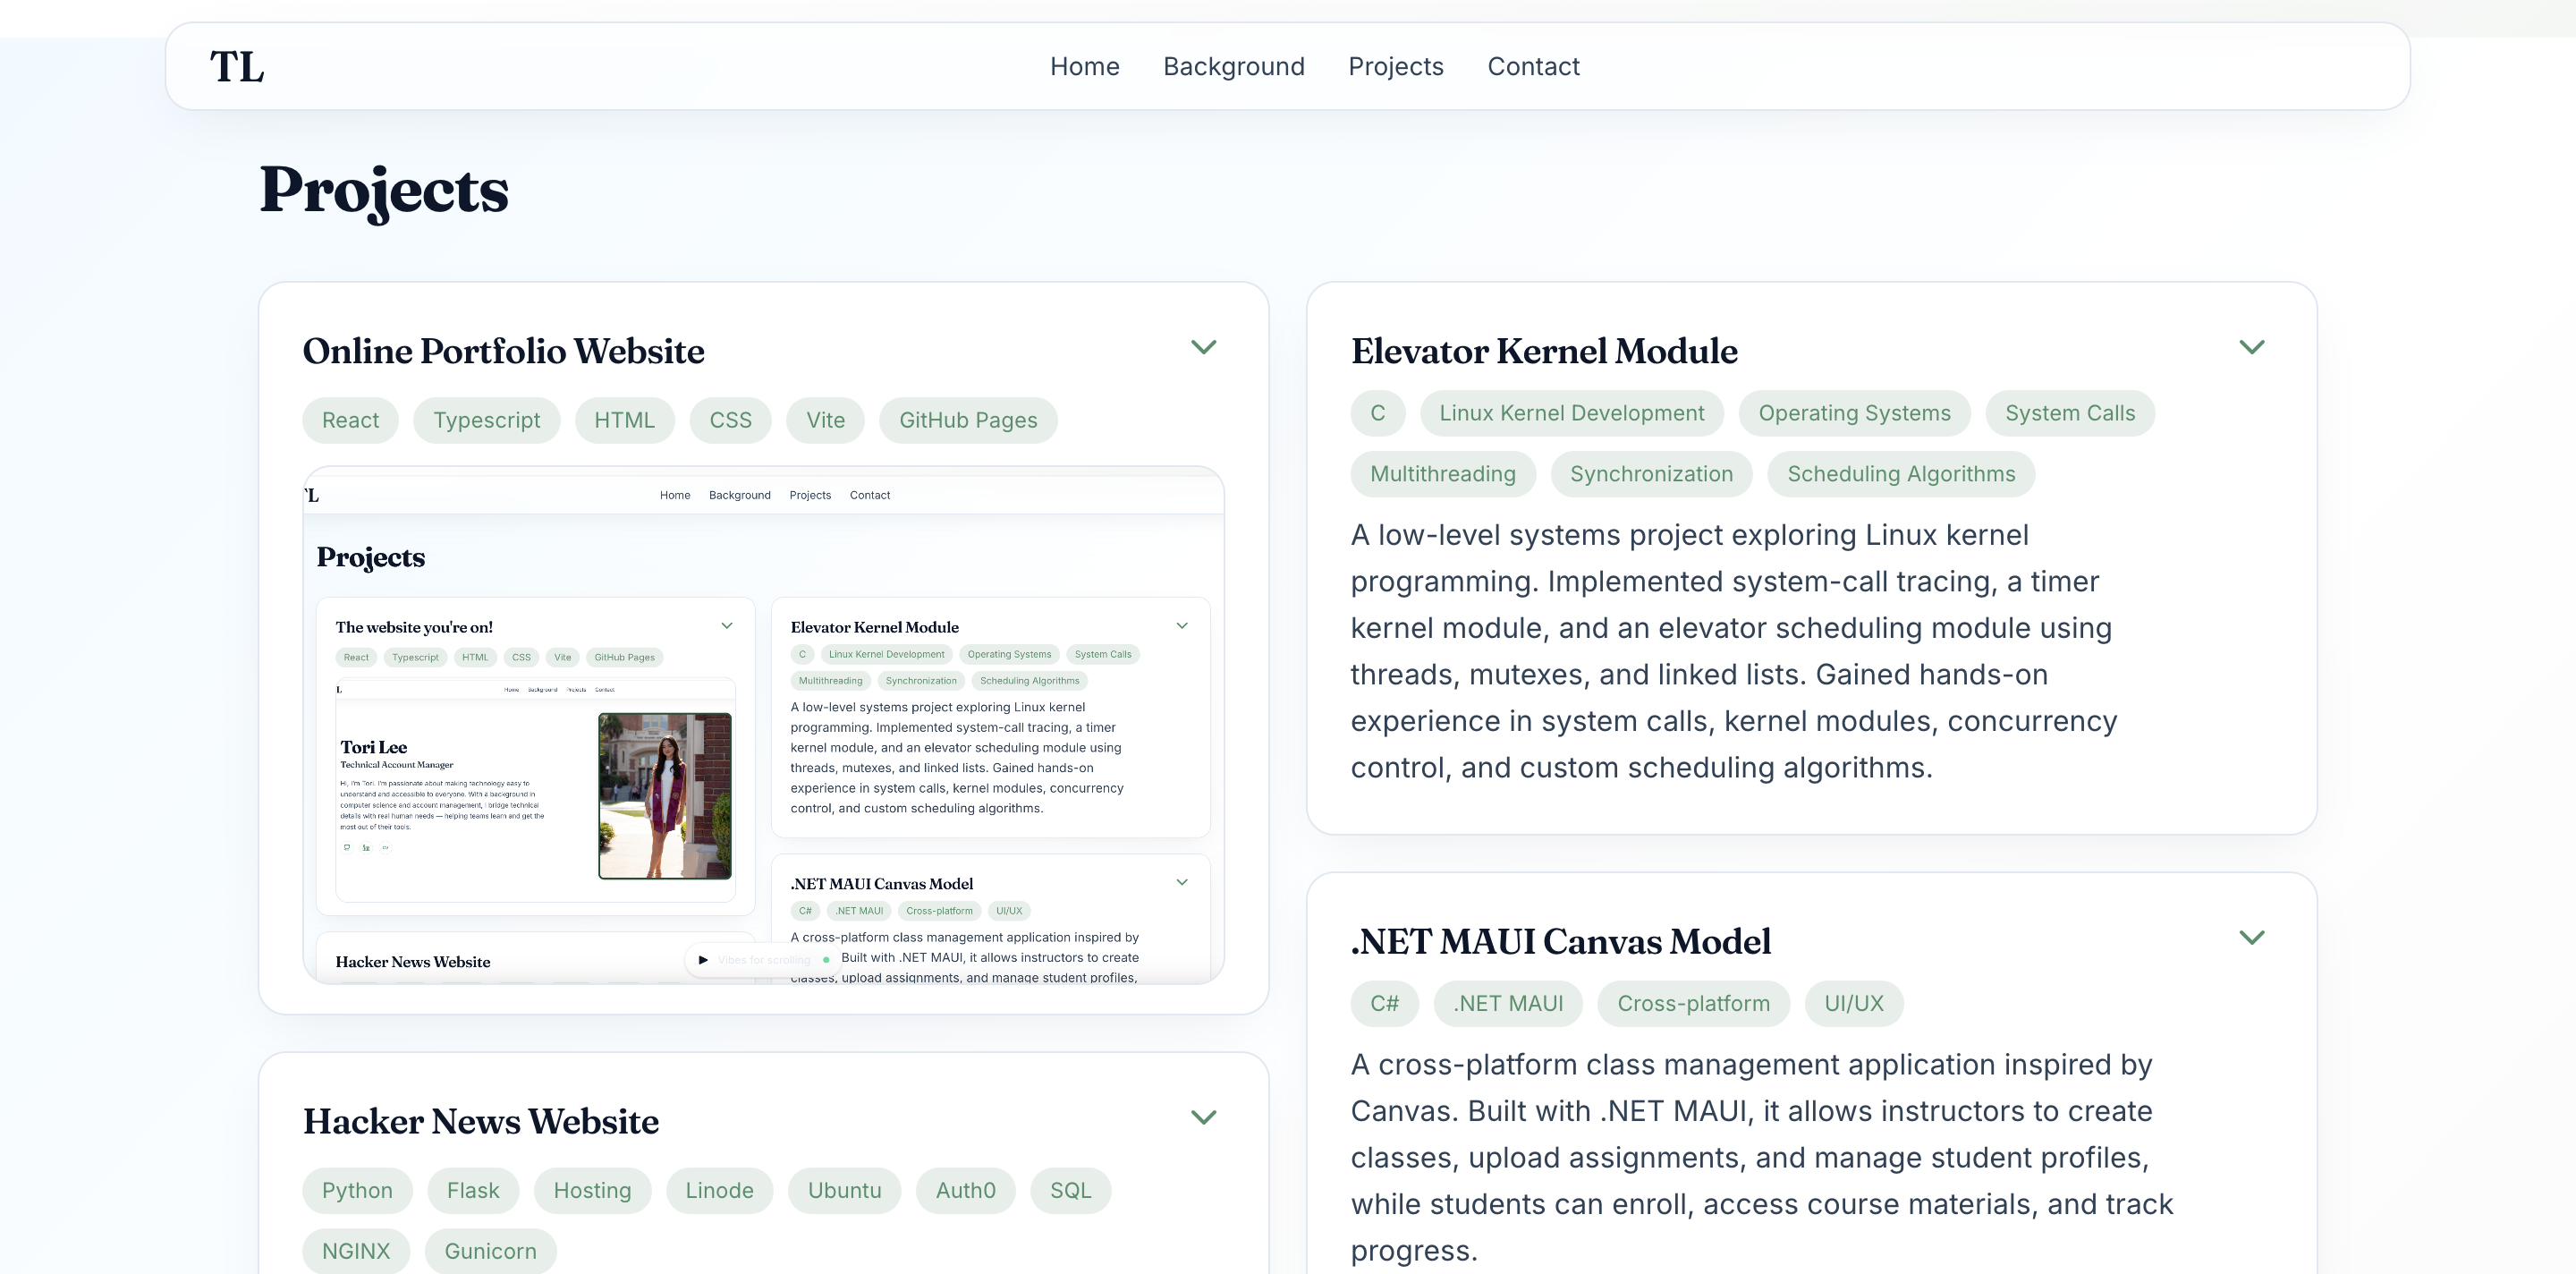 TL
Home Background Projects Contact
Projects
Online Portfolio Website
React Typescript HTML CSS Vite GitHub Pages
TL
Home Background Projects Contact
Projects
The website you're on!
React Typescript HTML CSS Vite GitHub Pages
L
Home Background Projects Contact
Tori Lee
Technical Account Manager
Hi, I'm Tori. I'm passionate about making technology easy to
understand and accessible to everyone. With a background in
computer science and account management, I bridge technical
details with real human needs — helping teams learn and get the
most out of their tools.
Hacker News Website
Elevator Kernel Module
C Linux Kernel Development Operating Systems System Calls
Multithreading Synchronization Scheduling Algorithms
A low-level systems project exploring Linux kernel
programming. Implemented system-call tracing, a timer
kernel module, and an elevator scheduling module using
threads, mutexes, and linked lists. Gained hands-on
experience in system calls, kernel modules, concurrency
control, and custom scheduling algorithms.
.NET MAUI Canvas Model
C# .NET MAUI Cross-platform UI/UX
A cross-platform class management application inspired by
Built with .NET MAUI, it allows instructors to create
classes, upload assignments, and manage student profiles,
Vibes for scrolling
Hacker News Website
Python Flask Hosting Linode Ubuntu Auth0 SQL
NGINX Gunicorn
Elevator Kernel Module
C Linux Kernel Development Operating Systems System Calls
Multithreading Synchronization Scheduling Algorithms
A low-level systems project exploring Linux kernel
programming. Implemented system-call tracing, a timer
kernel module, and an elevator scheduling module using
threads, mutexes, and linked lists. Gained hands-on
experience in system calls, kernel modules, concurrency
control, and custom scheduling algorithms.
.NET MAUI Canvas Model
C# .NET MAUI Cross-platform UI/UX
A cross-platform class management application inspired by
Canvas. Built with .NET MAUI, it allows instructors to create
classes, upload assignments, and manage student profiles,
while students can enroll, access course materials, and track
progress.